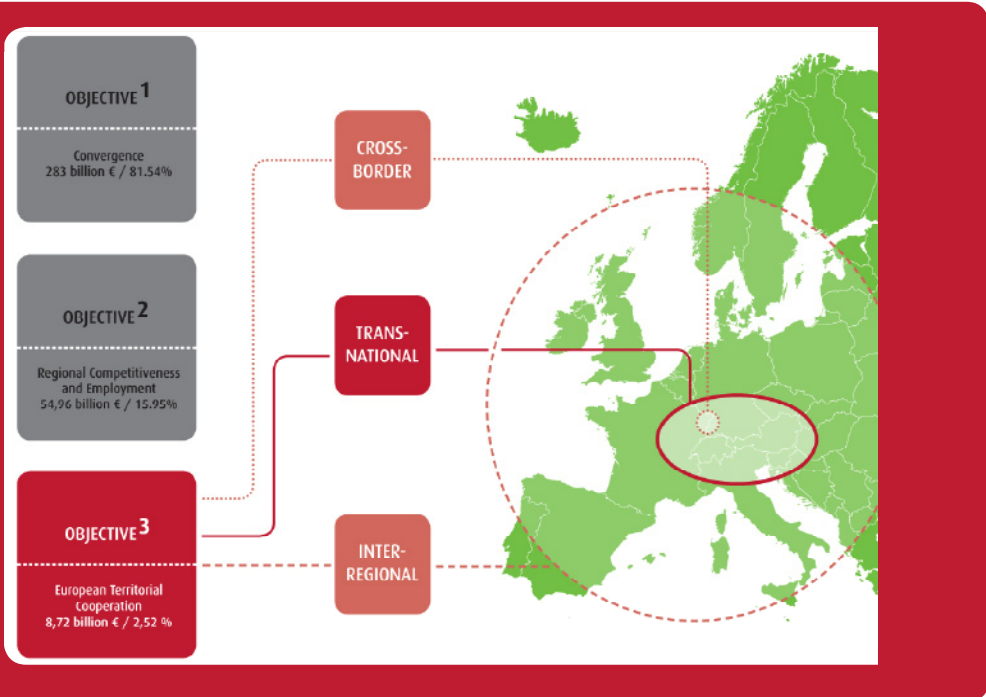 OBJECTIVE 1
Convergence
283 billion € / 81.54%
OBJECTIVE 2
Regional Competitiveness
and Employment
54,96 billion € / 15.95%
OBJECTIVE 3
European Territorial
Cooperation
8,72 billion € / 2,52 %
CROSS-
BORDER
TRANS-
NATIONAL
INTER-
REGIONAL